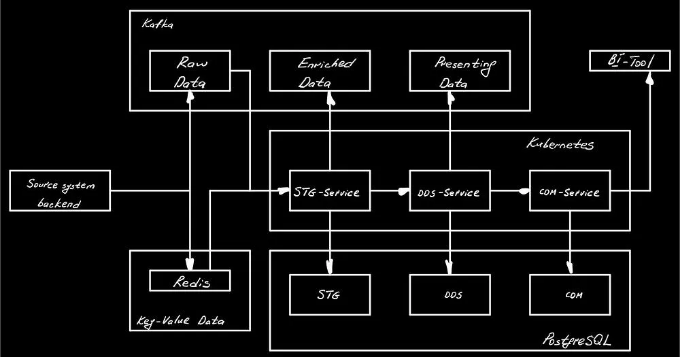 Kafka
Raw
Data
Enriched
Data
Presenting
Data
BI-Tool
Kubernetes
Source system
backend
STG-Service
DDS-Service
CDM-Service
Redis
Key-Value Data
STG
DDS
CDM
PostgreSQL